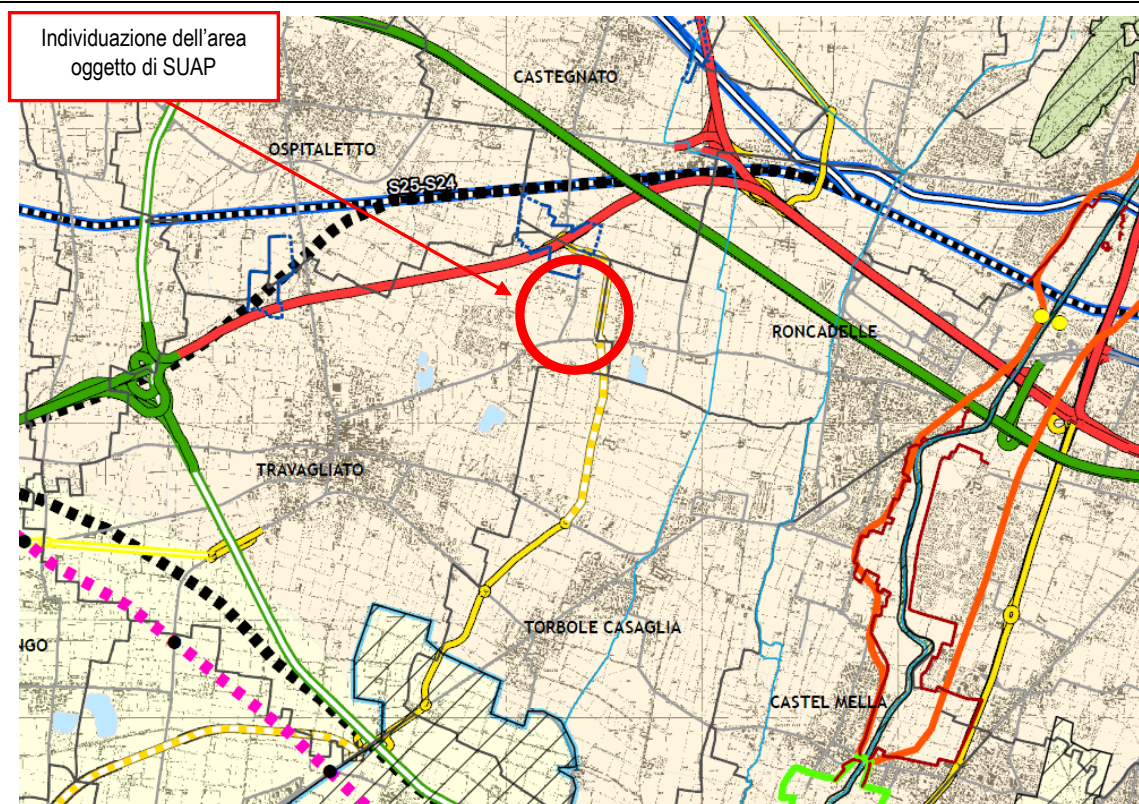 Individuazione dell'area
oggetto di SUAP
CASTEGNATO
OSPITALETTO
S25-S24
RONCADELLE
TRAVAGLIATO
TORBOLE CASAGLIA
NGO
CASTEL MELLA